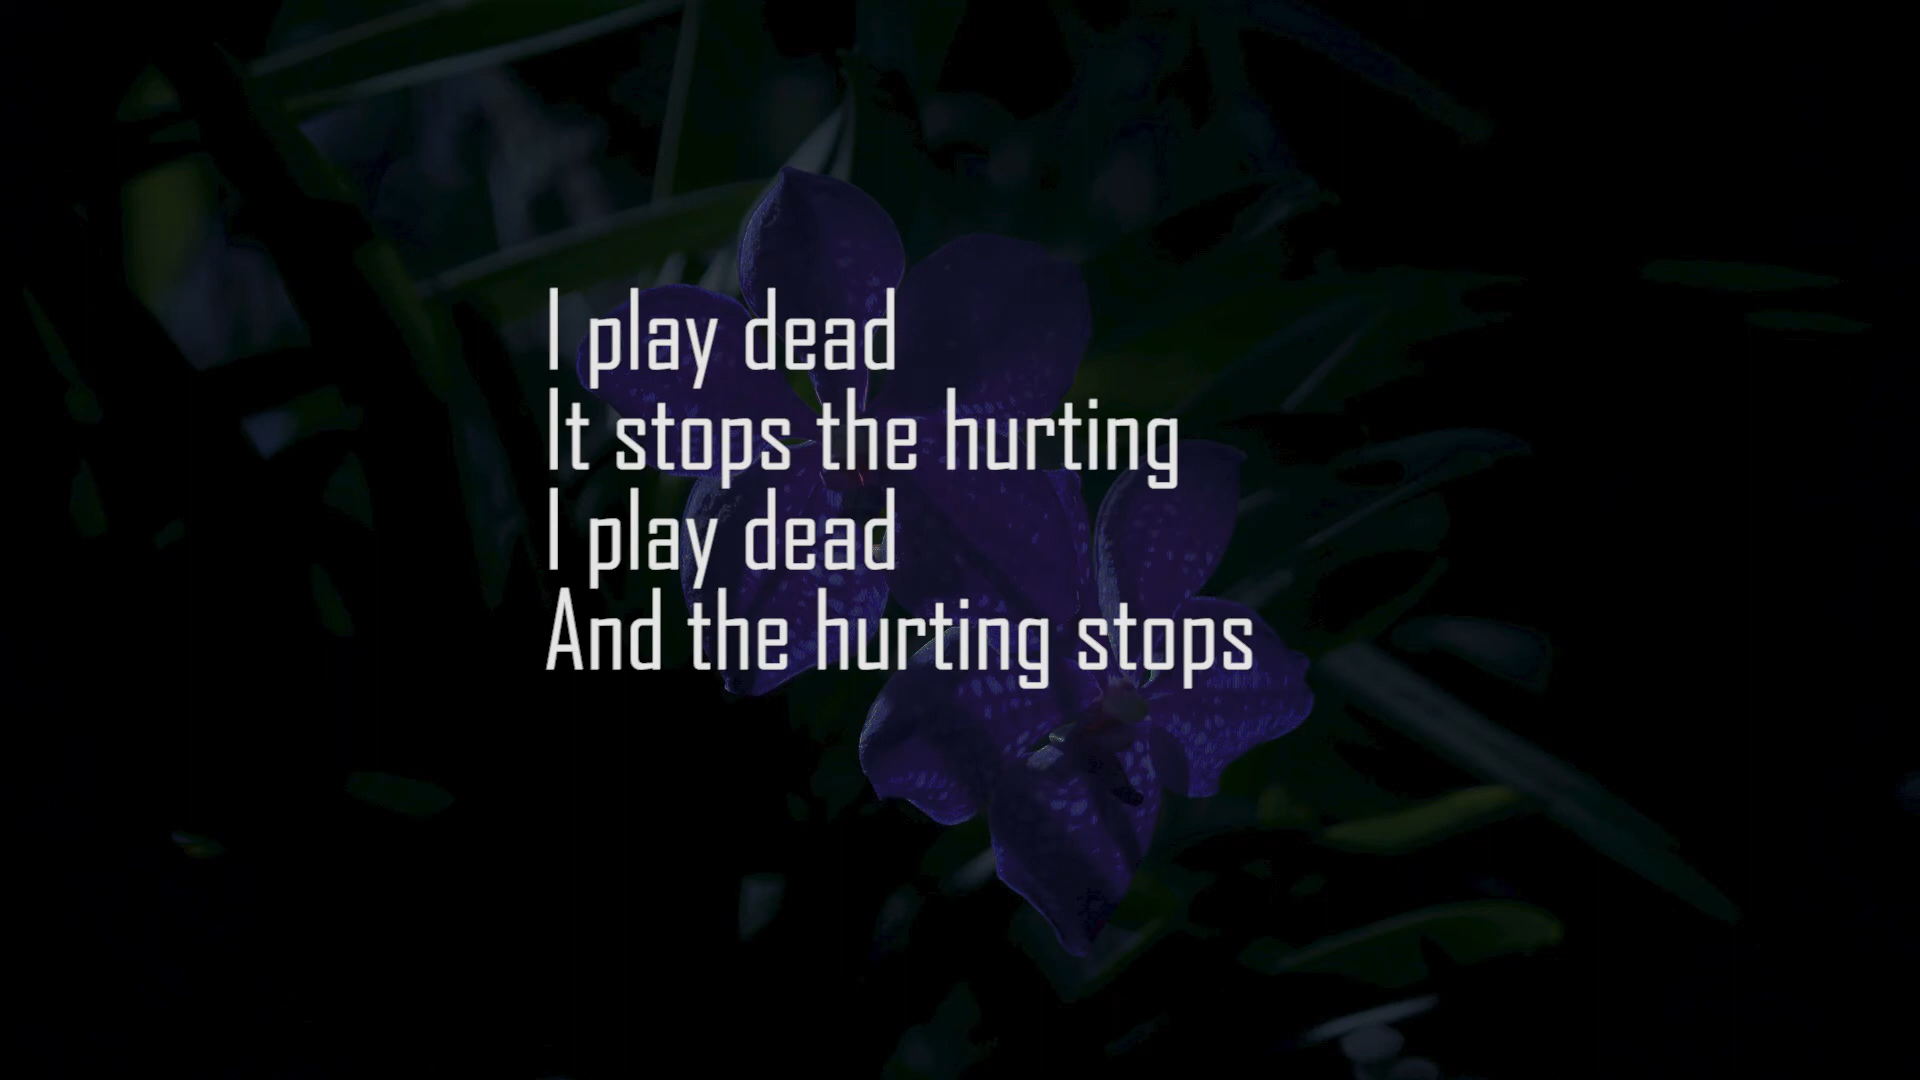 I play dead
It stops the hurting
I play dead
And the hurting stops